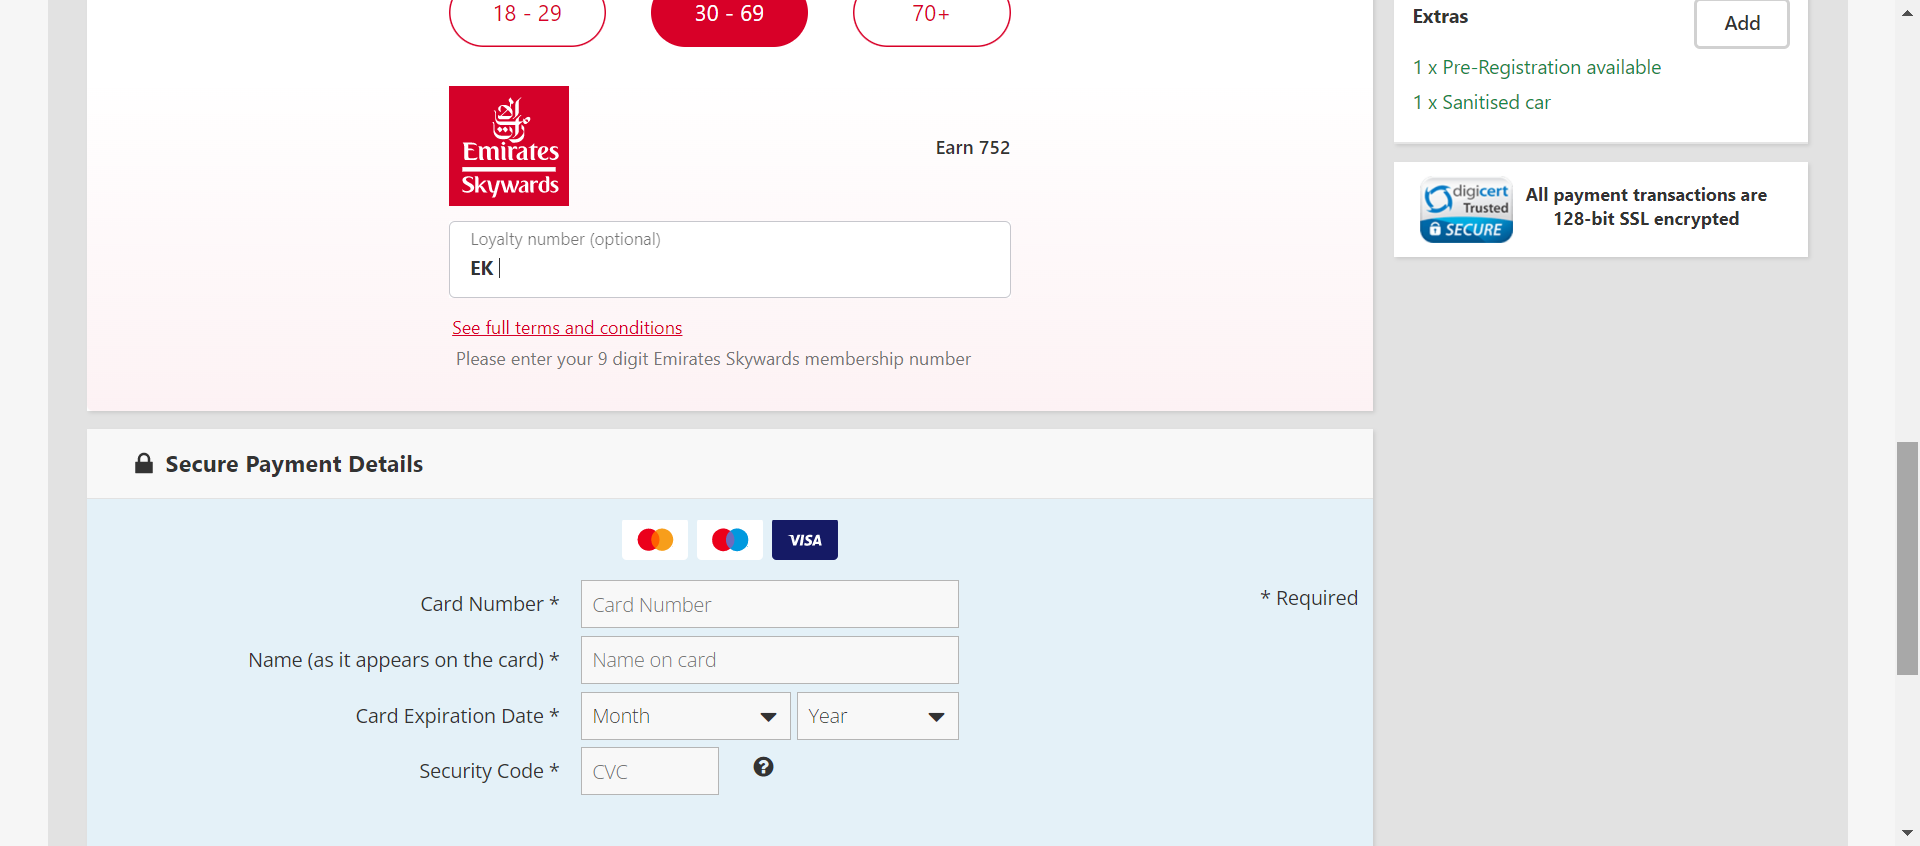 18 - 29
30 - 69
70+
Emirates
Skywards
Earn 752
Loyalty number (optional)
EK
See full terms and conditions
Please enter your 9 digit Emirates Skywards membership number
Secure Payment Details
VISA
Card Number *
Card Number
* Required
Name (as it appears on the card) *
Name on card
Card Expiration Date *
Month
Year
Security Code *
CVC
?
Extras
Add
1 x Pre-Registration available
1 x Sanitised car
digicert
Trusted
SECURE
All payment transactions are
128-bit SSL encrypted